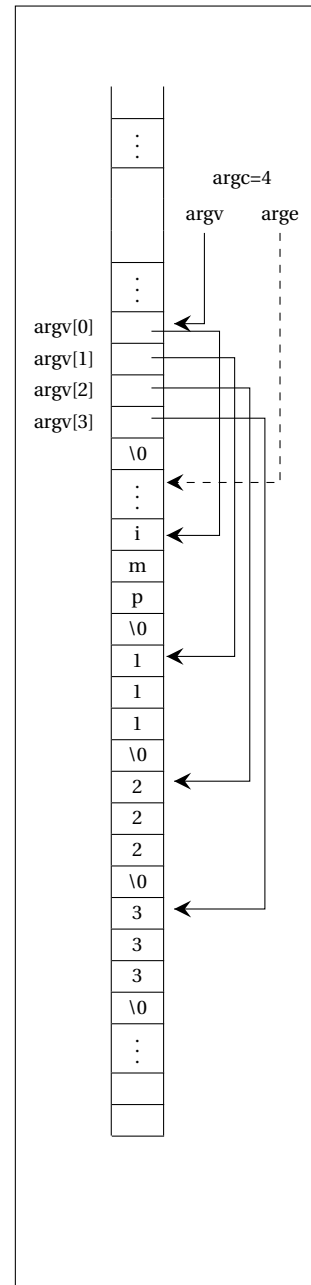 ⋮
argc=4
argv arge
⋮
argv[0]
argv[1]
argv[2]
argv[3]
\0
⋮
i
m
p
\0
1
1
1
\0
2
2
2
\0
3
3
3
\0
⋮